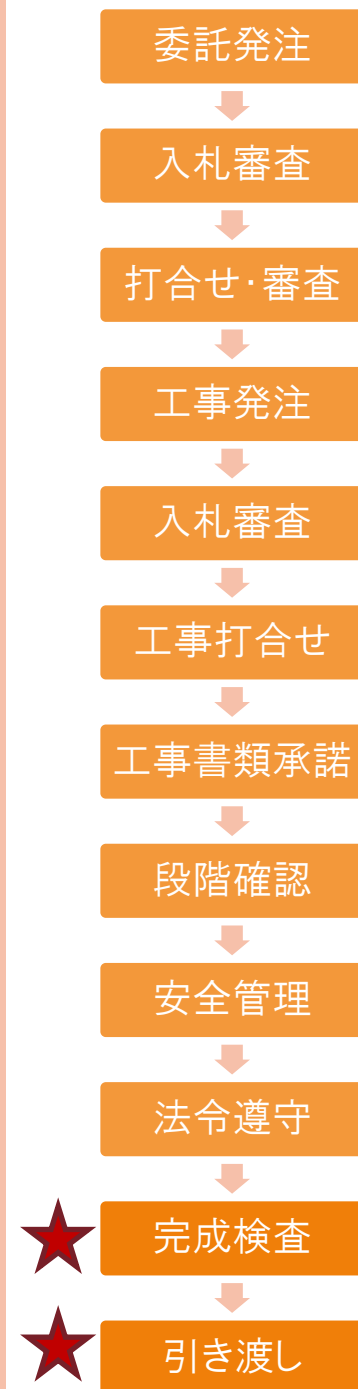 委託発注
入札審査
打合せ・審査
工事発注
入札審査
工事打合せ
工事書類承諾
段階確認
安全管理
法令遵守
完成検査
引き渡し